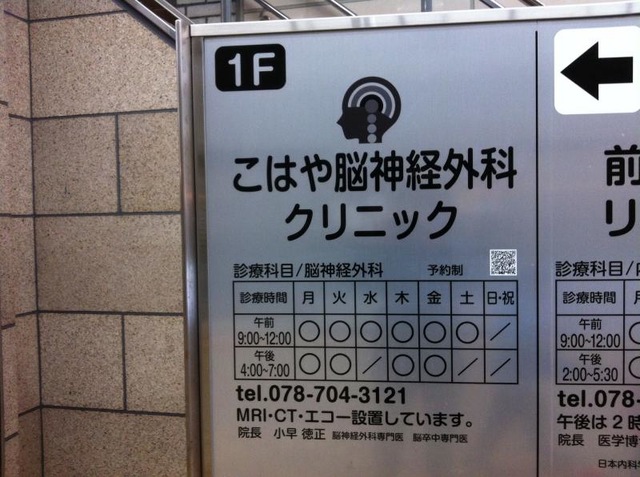 1F
こはや脳神経外科
クリニック
診療科目/脳神経外科 予約制
診療時間 月 火 水 木 金 土 日・祝
午前 9:00~12:00 ○ ○ ○ ○ ○ ○ ／
午後 4:00~7:00 ○ ○ ／ ○ ○ ／ ／
tel.078-704-3121
MRI・CT・エコー設置しています。
院長 小早 徳正 脳神経外科専門医 脳卒中専門医
前
リ
診療科目/
診療時間
午前 9:00~12:00
午後 2:00~5:30
tel.078-
午後は2時
院長 医学博
日本内科